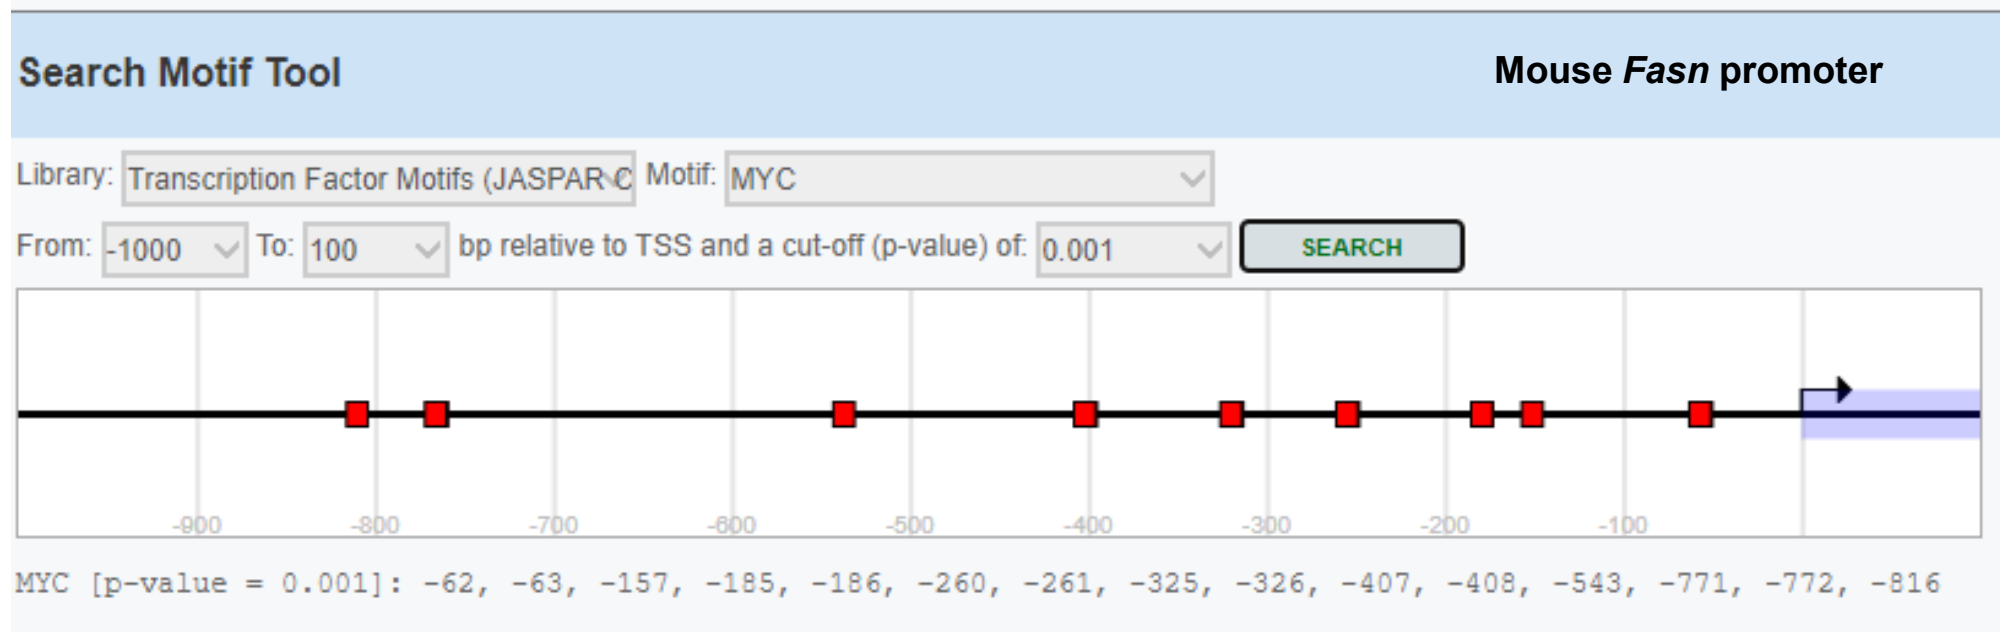 Search Motif Tool
Mouse Fasn promoter
Library: Transcription Factor Motifs (JASPAR C Motif: MYC
From: -1000 To: 100 bp relative to TSS and a cut-off (p-value) of: 0.001 SEARCH
-900 -800 -700 -600 -500 -400 -300 -200 -100
MYC [p-value = 0.001]: -62, -63, -157, -185, -186, -260, -261, -325, -326, -407, -408, -543, -771, -772, -816